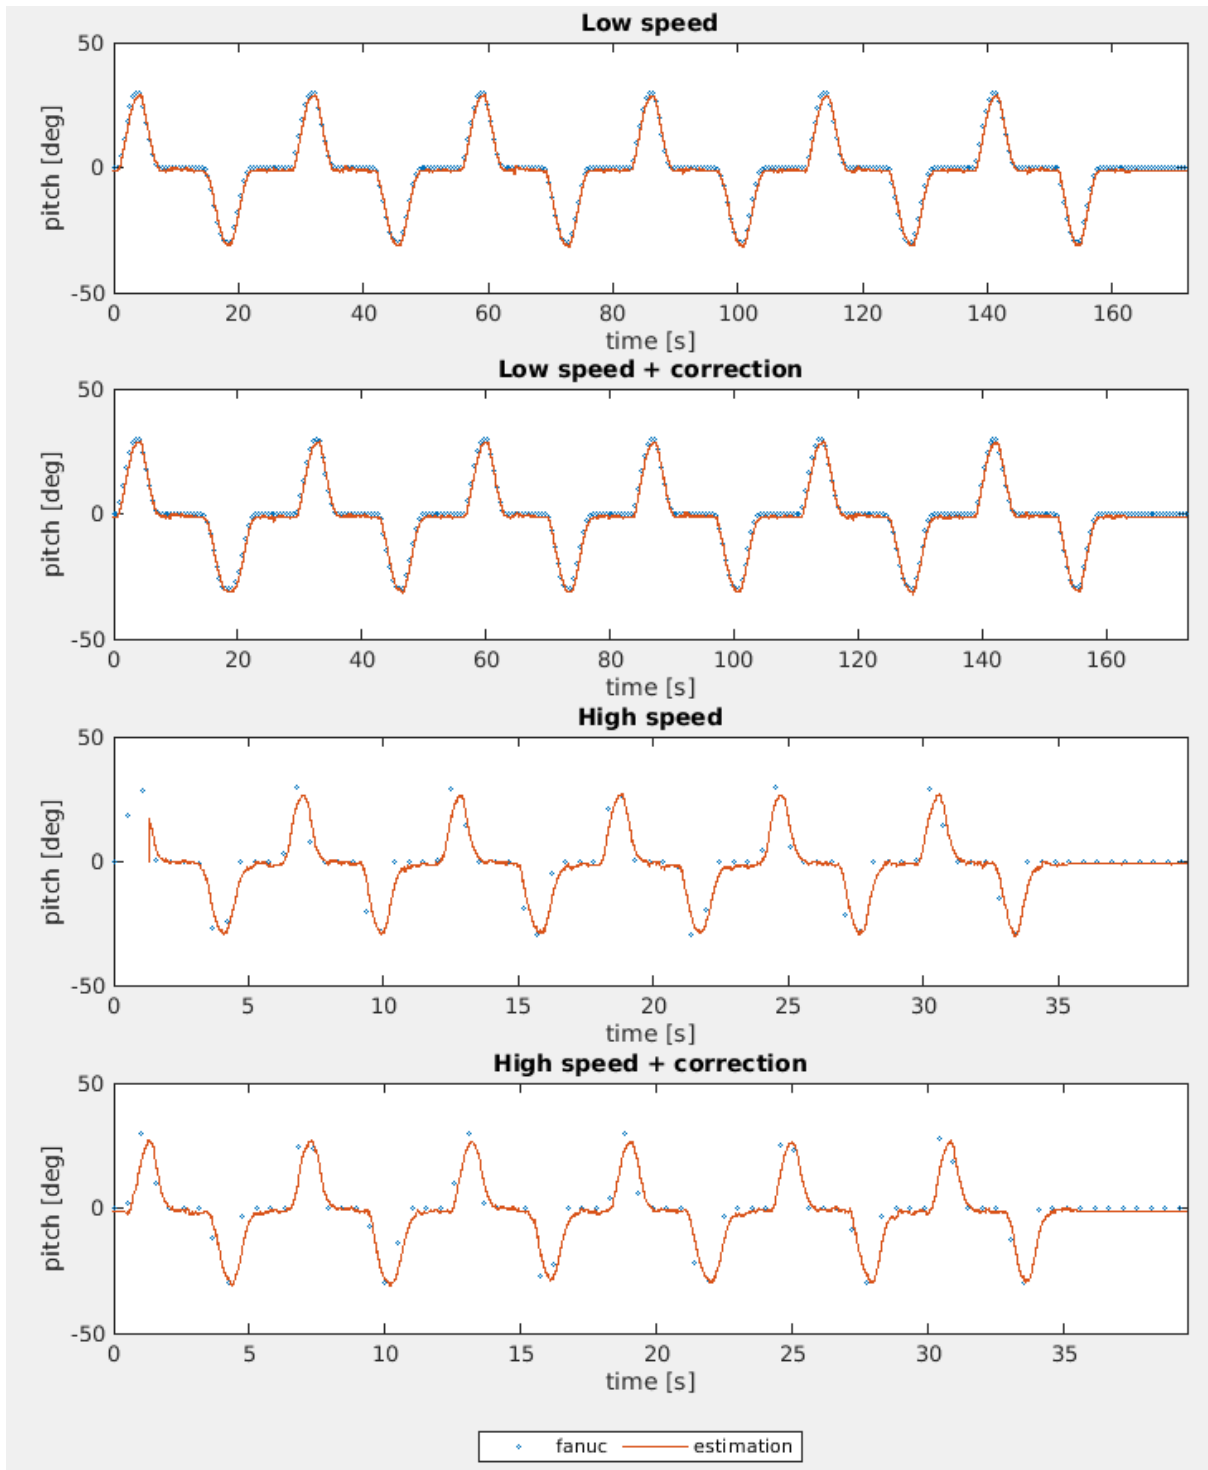 Low speed
50
0
-50
pitch [deg]
0 20 40 60 80 100 120 140 160
time [s]
Low speed + correction
50
0
-50
pitch [deg]
0 20 40 60 80 100 120 140 160
time [s]
High speed
50
0
-50
pitch [deg]
0 5 10 15 20 25 30 35
time [s]
High speed + correction
50
0
-50
pitch [deg]
0 5 10 15 20 25 30 35
time [s]
fanuc estimation